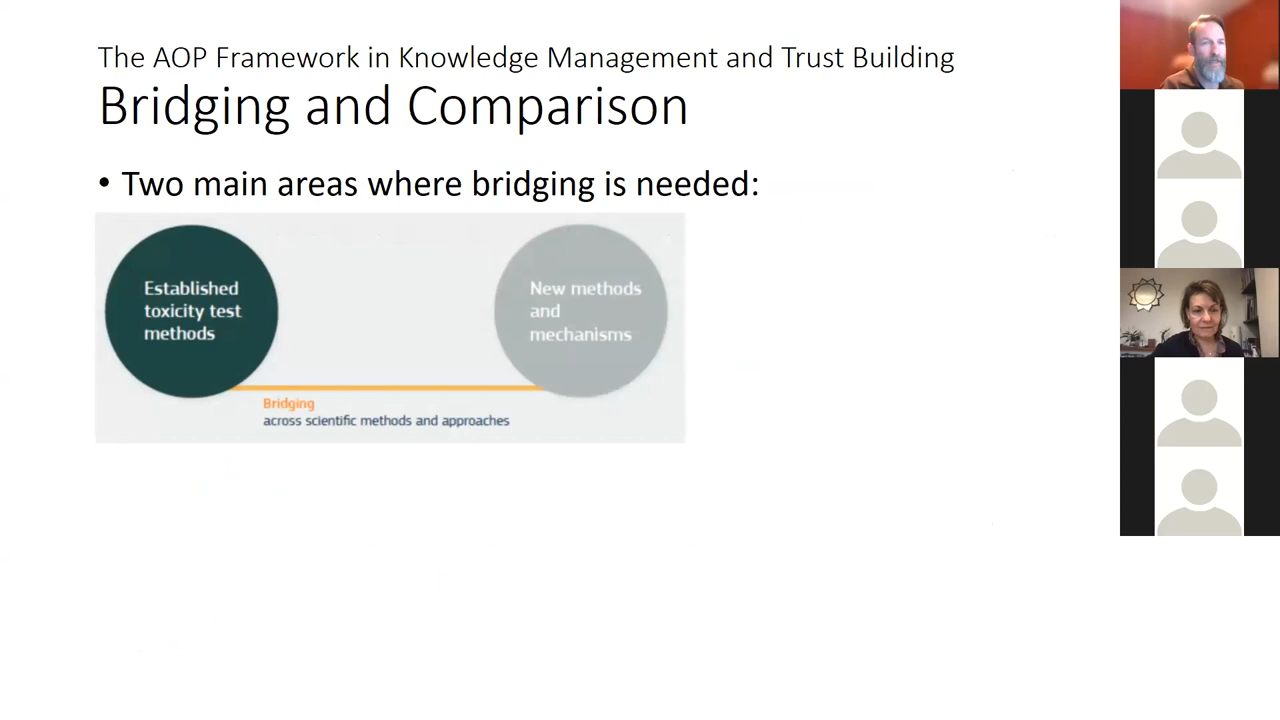 The AOP Framework in Knowledge Management and Trust Building
Bridging and Comparison
• Two main areas where bridging is needed:
Established
toxicity test
methods
New methods
and
mechanisms
Bridging
across scientific methods and approaches